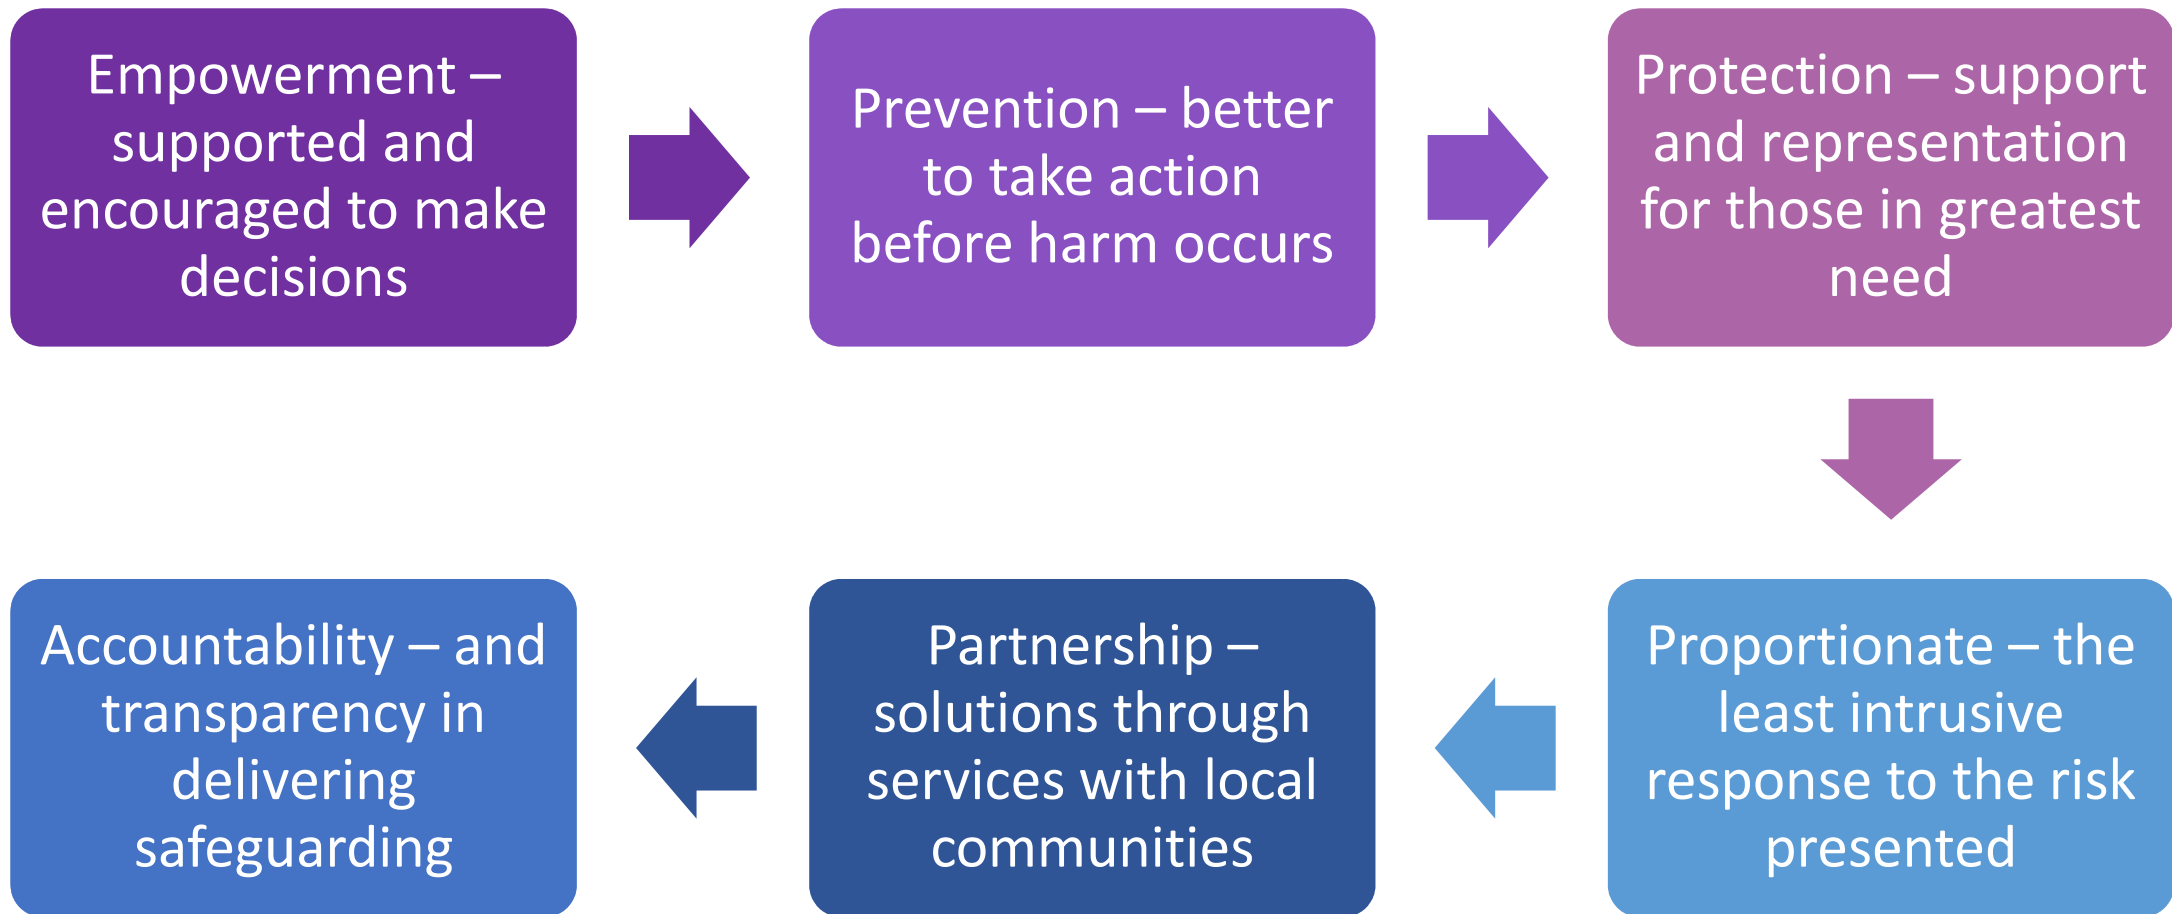 Empowerment –
supported and
encouraged to make
decisions
Prevention – better
to take action
before harm occurs
Protection – support
and representation
for those in greatest
need
Proportionate – the
least intrusive
response to the risk
presented
Partnership –
solutions through
services with local
communities
Accountability – and
transparency in
delivering
safeguarding